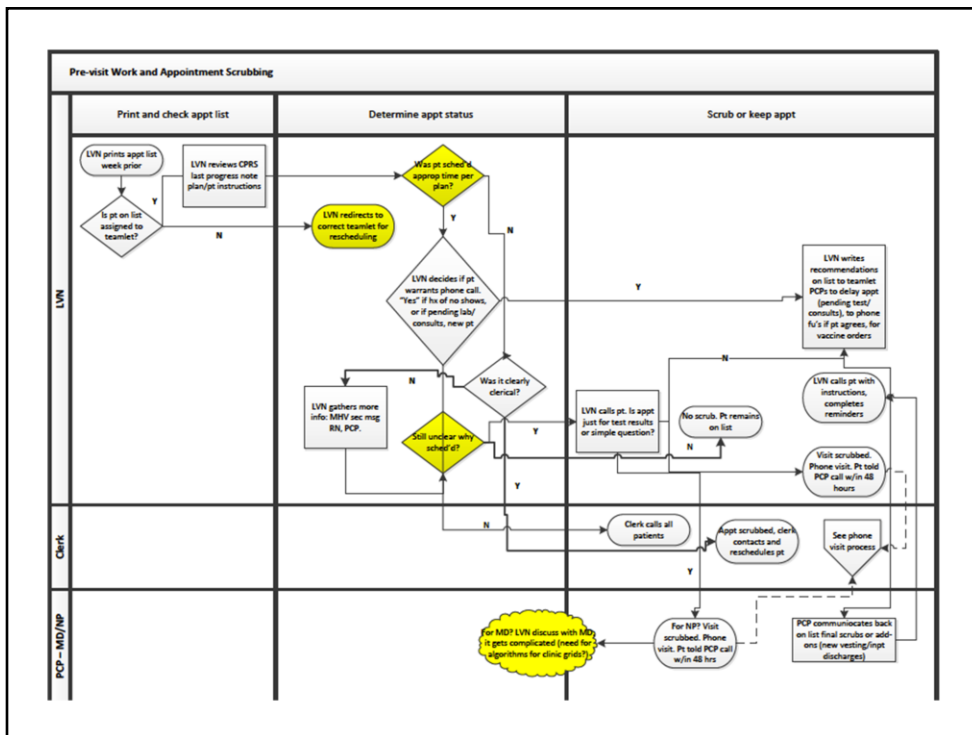 Pre-visit Work and Appointment Scrubbing
Print and check appt list
Determine appt status
Scrub or keep appt
LVN
LVN prints appt list
week prior
LVN reviews CPRS
last progress note
plan/pt instructions
Y
Is pt on list
assigned to
teamlet?
N
LVN redirects to
correct teamlet for
rescheduling
Was pt sched'd
approp time per
plan?
Y
N
LVN decides if pt
warrants phone call.
"Yes" if hx of no shows,
or if pending lab/
consults, new pt
Y
LVN writes
recommendations
on list to teamlet
PCPs to delay appt
(pending test/
consults), to phone
fu's if pt agrees, for
vaccine orders
N
Was it clearly
clerical?
N
LVN gathers more
info: MHV sec msg
RN, PCP.
Still unclear why
sched'd?
Y
LVN calls pt. Is appt
just for test results
or simple question?
No scrub. Pt remains
on list
N
LVN calls pt with
instructions,
completes
reminders
Visit scrubbed.
Phone visit. Pt told
PCP call w/in 48
hours
Y
Clerk
N
Clerk calls all
patients
Appt scrubbed, clerk
contacts and
reschedules pt
See phone
visit process
Y
PCP – MD/NP
For MD? LVN discuss with MD,
it gets complicated (need for
algorithms for clinic grids?)
For NP? Visit
scrubbed. Phone
visit. Pt told PCP call
w/in 48 hrs
PCP communiocates back
on list final scrubs or add-
ons (new vesting/inpt
discharges)